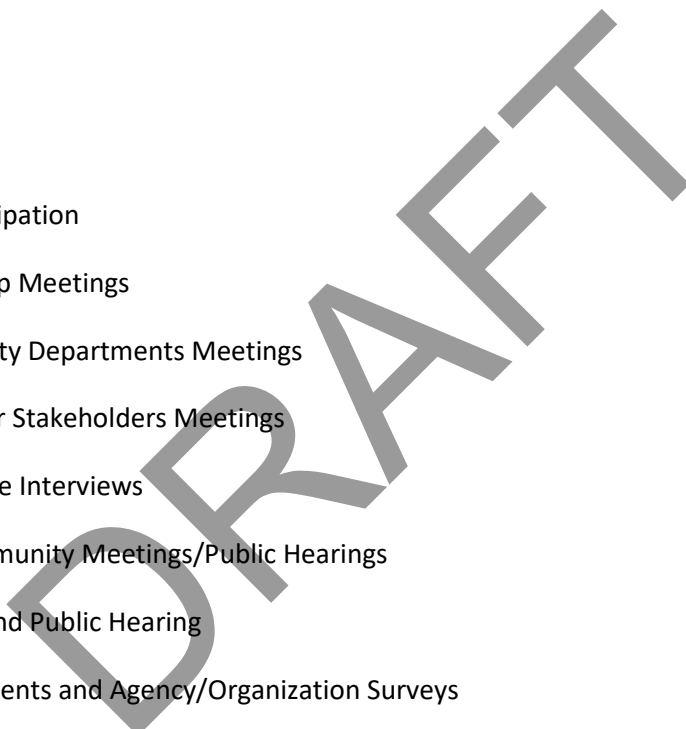 ipation
p Meetings
ty Departments Meetings
r Stakeholders Meetings
e Interviews
munity Meetings/Public Hearings
nd Public Hearing
ents and Agency/Organization Surveys
DRAFT